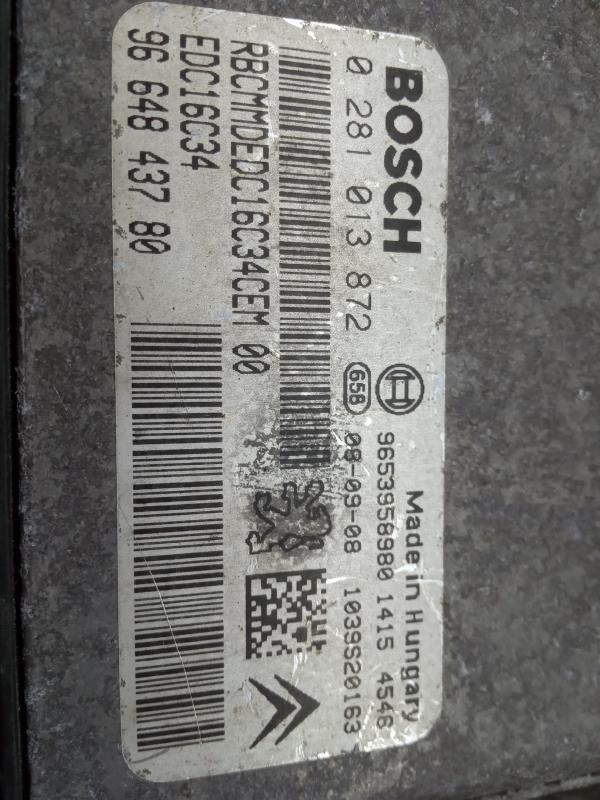 BOSCH
Made in Hungary
9653958980 1415 4546
0 281 013 872
658
08-09-08
1039S20163
RBCMMDEDC16C34CEM 00
EDC16C34
96 648 437 80